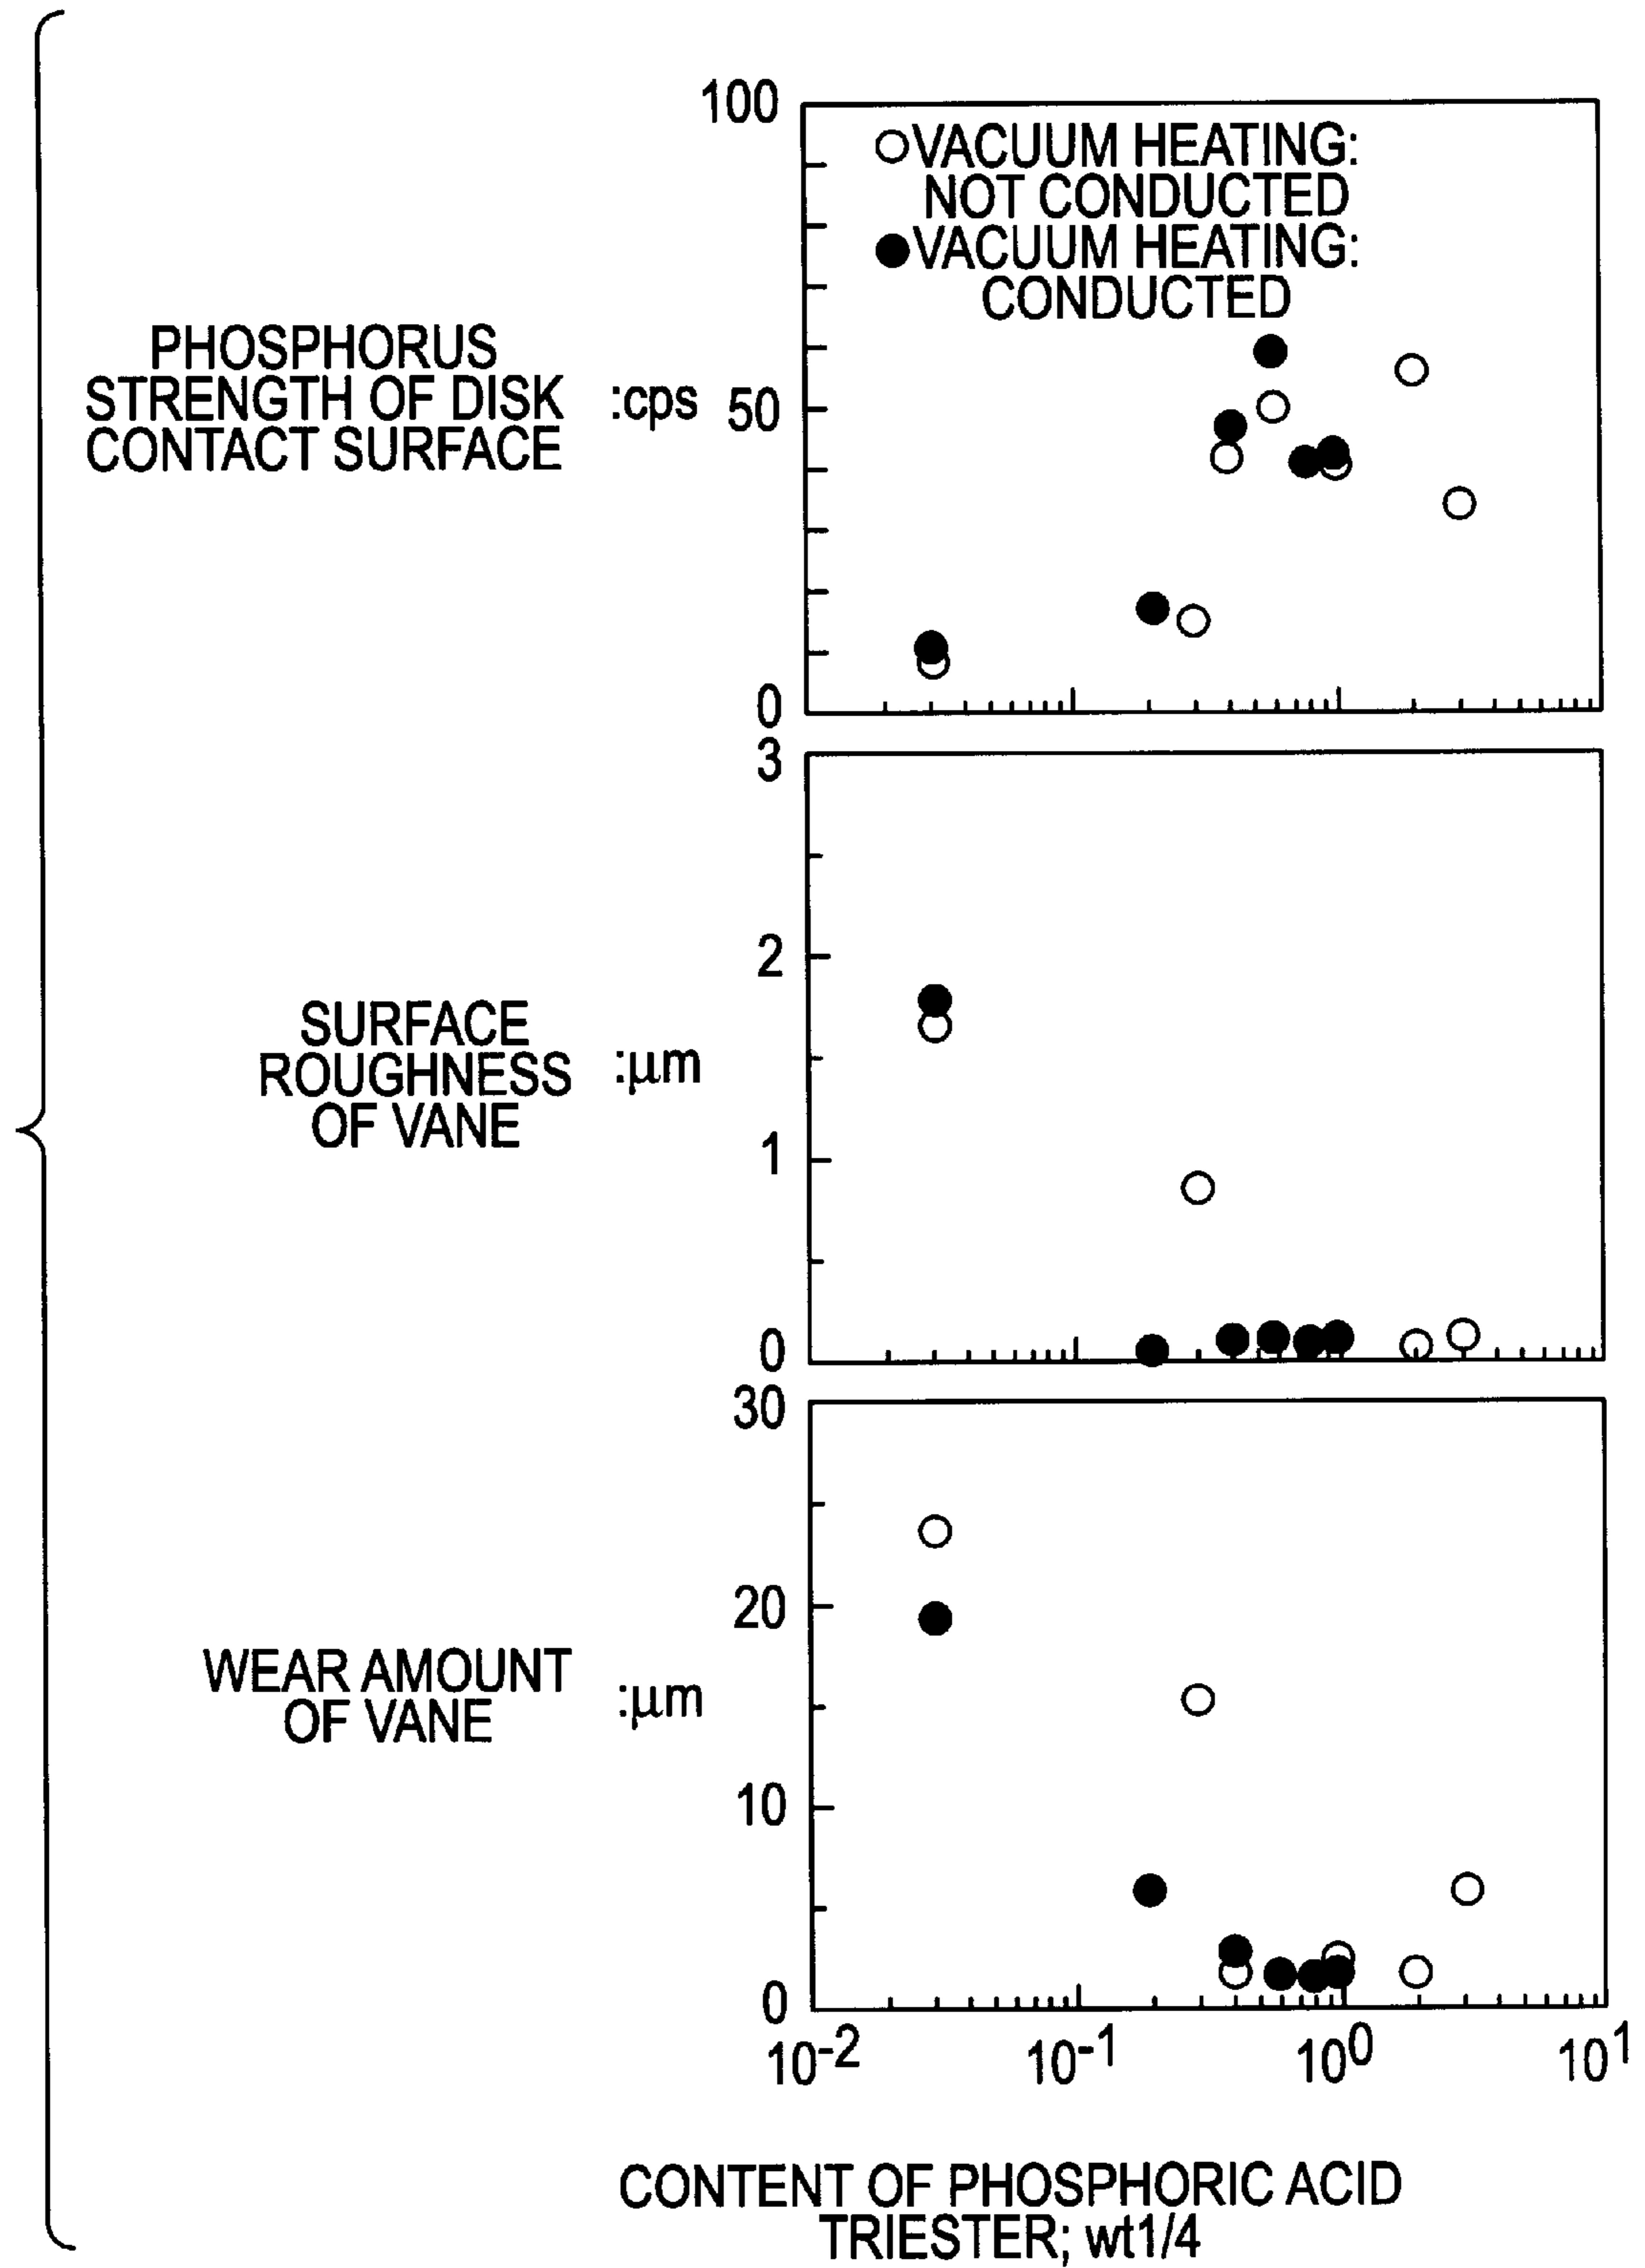 100
○VACUUM HEATING:
NOT CONDUCTED
●VACUUM HEATING:
CONDUCTED
PHOSPHORUS
STRENGTH OF DISK :cps 50
CONTACT SURFACE
0
3
2
SURFACE
ROUGHNESS :μm
OF VANE
1
0
30
20
WEAR AMOUNT :μm
OF VANE
10
0
10⁻² 10⁻¹ 10⁰ 10¹
CONTENT OF PHOSPHORIC ACID
TRIESTER; wt1/4